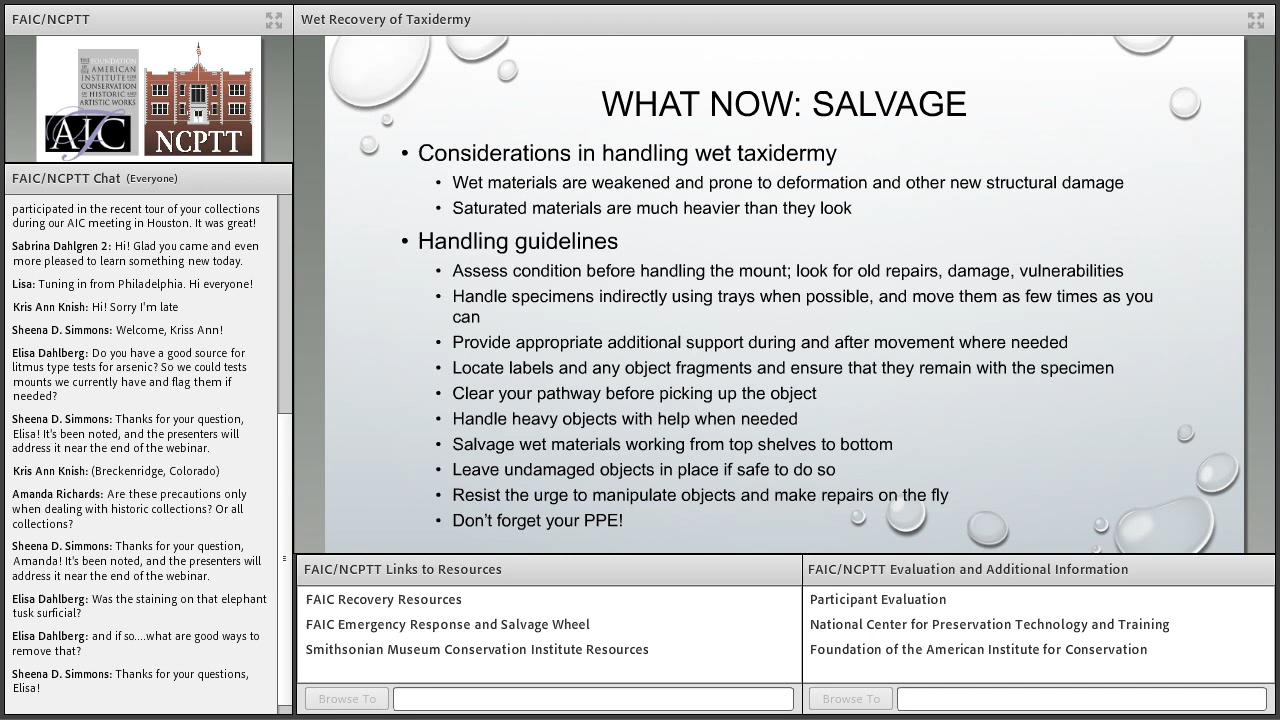 FAIC/NCPTT
THE FOUNDATION
OF THE AMERICAN
INSTITUTE FOR
CONSERVATION
OF HISTORIC AND
ARTISTIC WORKS
AIC
NCPTT
FAIC/NCPTT Chat (Everyone)
participated in the recent tour of your collections
during our AIC meeting in Houston. It was great!
Sabrina Dahlgren 2: Hi! Glad you came and even
more pleased to learn something new today.
Lisa: Tuning in from Philadelphia. Hi everyone!
Kris Ann Knish: Hi! Sorry I'm late
Sheena D. Simmons: Welcome, Kriss Ann!
Elisa Dahlberg: Do you have a good source for
litmus type tests for arsenic? So we could tests
mounts we currently have and flag them if
needed?
Sheena D. Simmons: Thanks for your question,
Elisa! It's been noted, and the presenters will
address it near the end of the webinar.
Kris Ann Knish: (Breckenridge, Colorado)
Amanda Richards: Are these precautions only
when dealing with historic collections? Or all
collections?
Sheena D. Simmons: Thanks for your question,
Amanda! It's been noted, and the presenters will
address it near the end of the webinar.
Elisa Dahlberg: Was the staining on that elephant
tusk surficial?
Elisa Dahlberg: and if so....what are good ways to
remove that?
Sheena D. Simmons: Thanks for your questions,
Elisa!
Wet Recovery of Taxidermy
WHAT NOW: SALVAGE
• Considerations in handling wet taxidermy
• Wet materials are weakened and prone to deformation and other new structural damage
• Saturated materials are much heavier than they look
• Handling guidelines
• Assess condition before handling the mount; look for old repairs, damage, vulnerabilities
• Handle specimens indirectly using trays when possible, and move them as few times as you
can
• Provide appropriate additional support during and after movement where needed
• Locate labels and any object fragments and ensure that they remain with the specimen
• Clear your pathway before picking up the object
• Handle heavy objects with help when needed
• Salvage wet materials working from top shelves to bottom
• Leave undamaged objects in place if safe to do so
• Resist the urge to manipulate objects and make repairs on the fly
• Don't forget your PPE!
FAIC/NCPTT Links to Resources
FAIC Recovery Resources
FAIC Emergency Response and Salvage Wheel
Smithsonian Museum Conservation Institute Resources
Browse To
FAIC/NCPTT Evaluation and Additional Information
Participant Evaluation
National Center for Preservation Technology and Training
Foundation of the American Institute for Conservation
Browse To